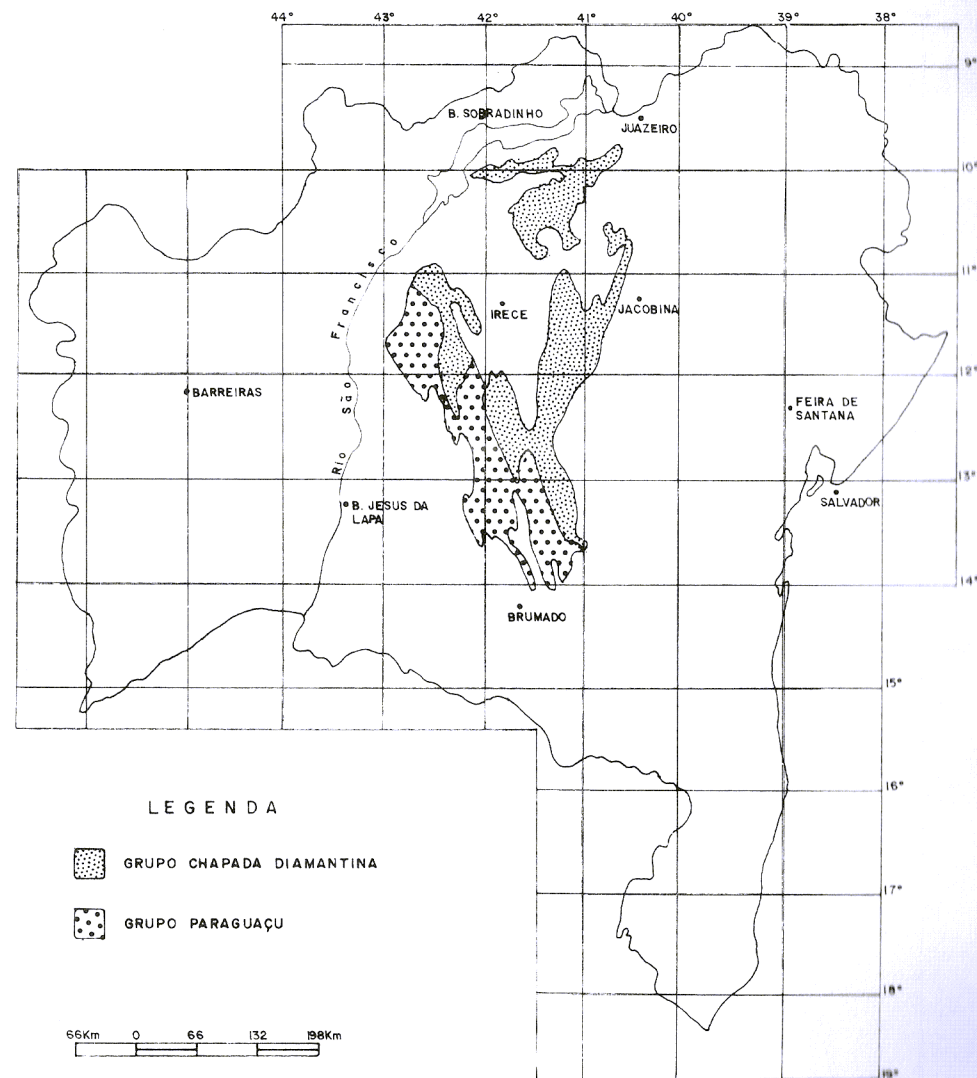 44° 43° 42° 41° 40° 39° 38°
9°
B. SOBRADINHO
JUAZEIRO
10°
Rio São Francisco
11°
IRECE
JACOBINA
12°
BARREIRAS
FEIRA DE
SANTANA
13°
B. JESUS DA
LAPA
SALVADOR
14°
BRUMADO
15°
16°
LEGENDA
GRUPO CHAPADA DIAMANTINA
17°
GRUPO PARAGUAÇU
18°
66Km 0 66 132 198Km
19°